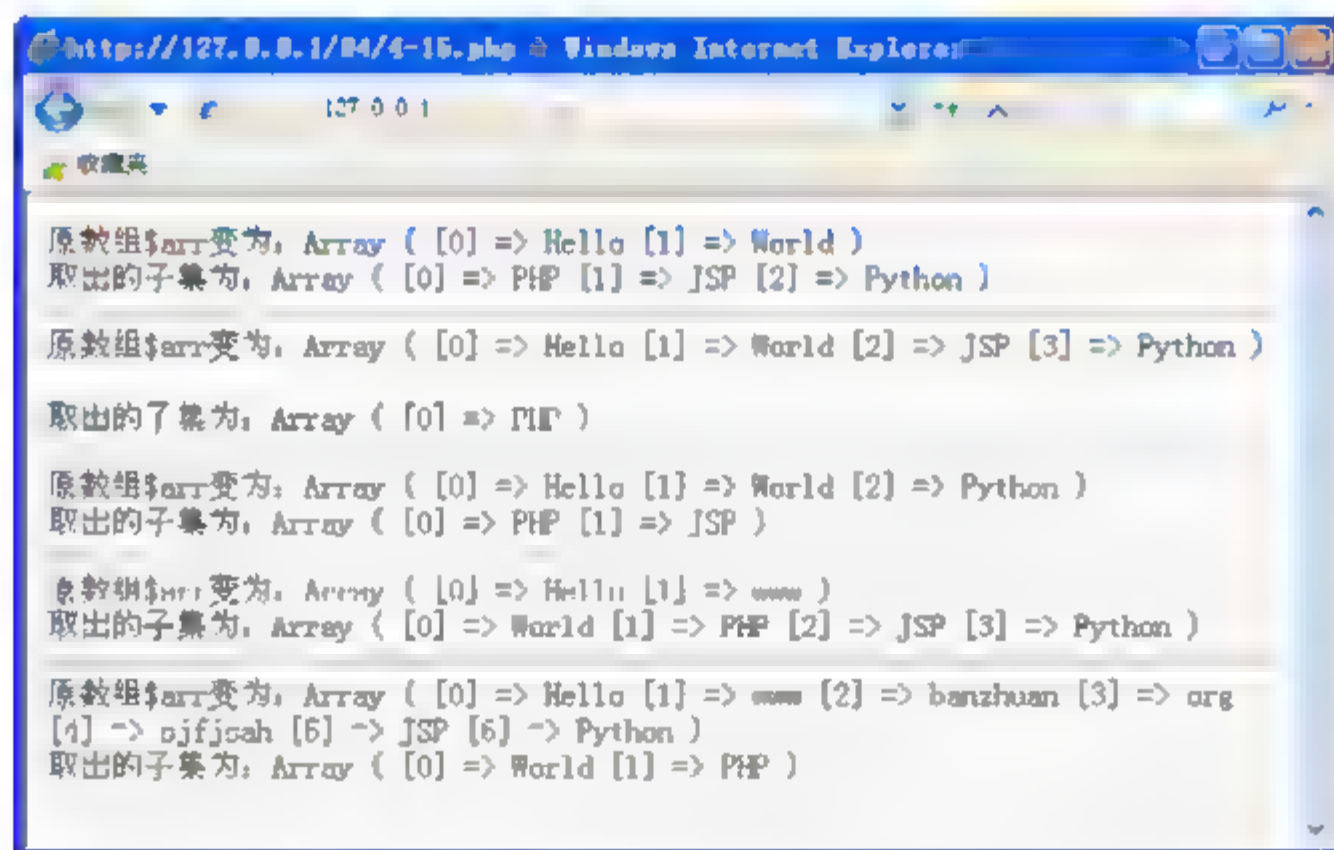 http://127.0.0.1/04/4-15.php - Windows Internet Explorer
127.0.0.1
收藏夹
原数组$arr变为: Array ( [0] => Hello [1] => World )
取出的子集为: Array ( [0] => PHP [1] => JSP [2] => Python )
原数组$arr变为: Array ( [0] => Hello [1] => World [2] => JSP [3] => Python )
取出的子集为: Array ( [0] => PHP )
原数组$arr变为: Array ( [0] => Hello [1] => World [2] => Python )
取出的子集为: Array ( [0] => PHP [1] => JSP )
原数组$arr变为: Array ( [0] => Hello [1] => www )
取出的子集为: Array ( [0] => World [1] => PHP [2] => JSP [3] => Python )
原数组$arr变为: Array ( [0] => Hello [1] => www [2] => banzhuan [3] => org
[4] => [5] => JSP [6] => Python )
取出的子集为: Array ( [0] => World [1] => PHP )